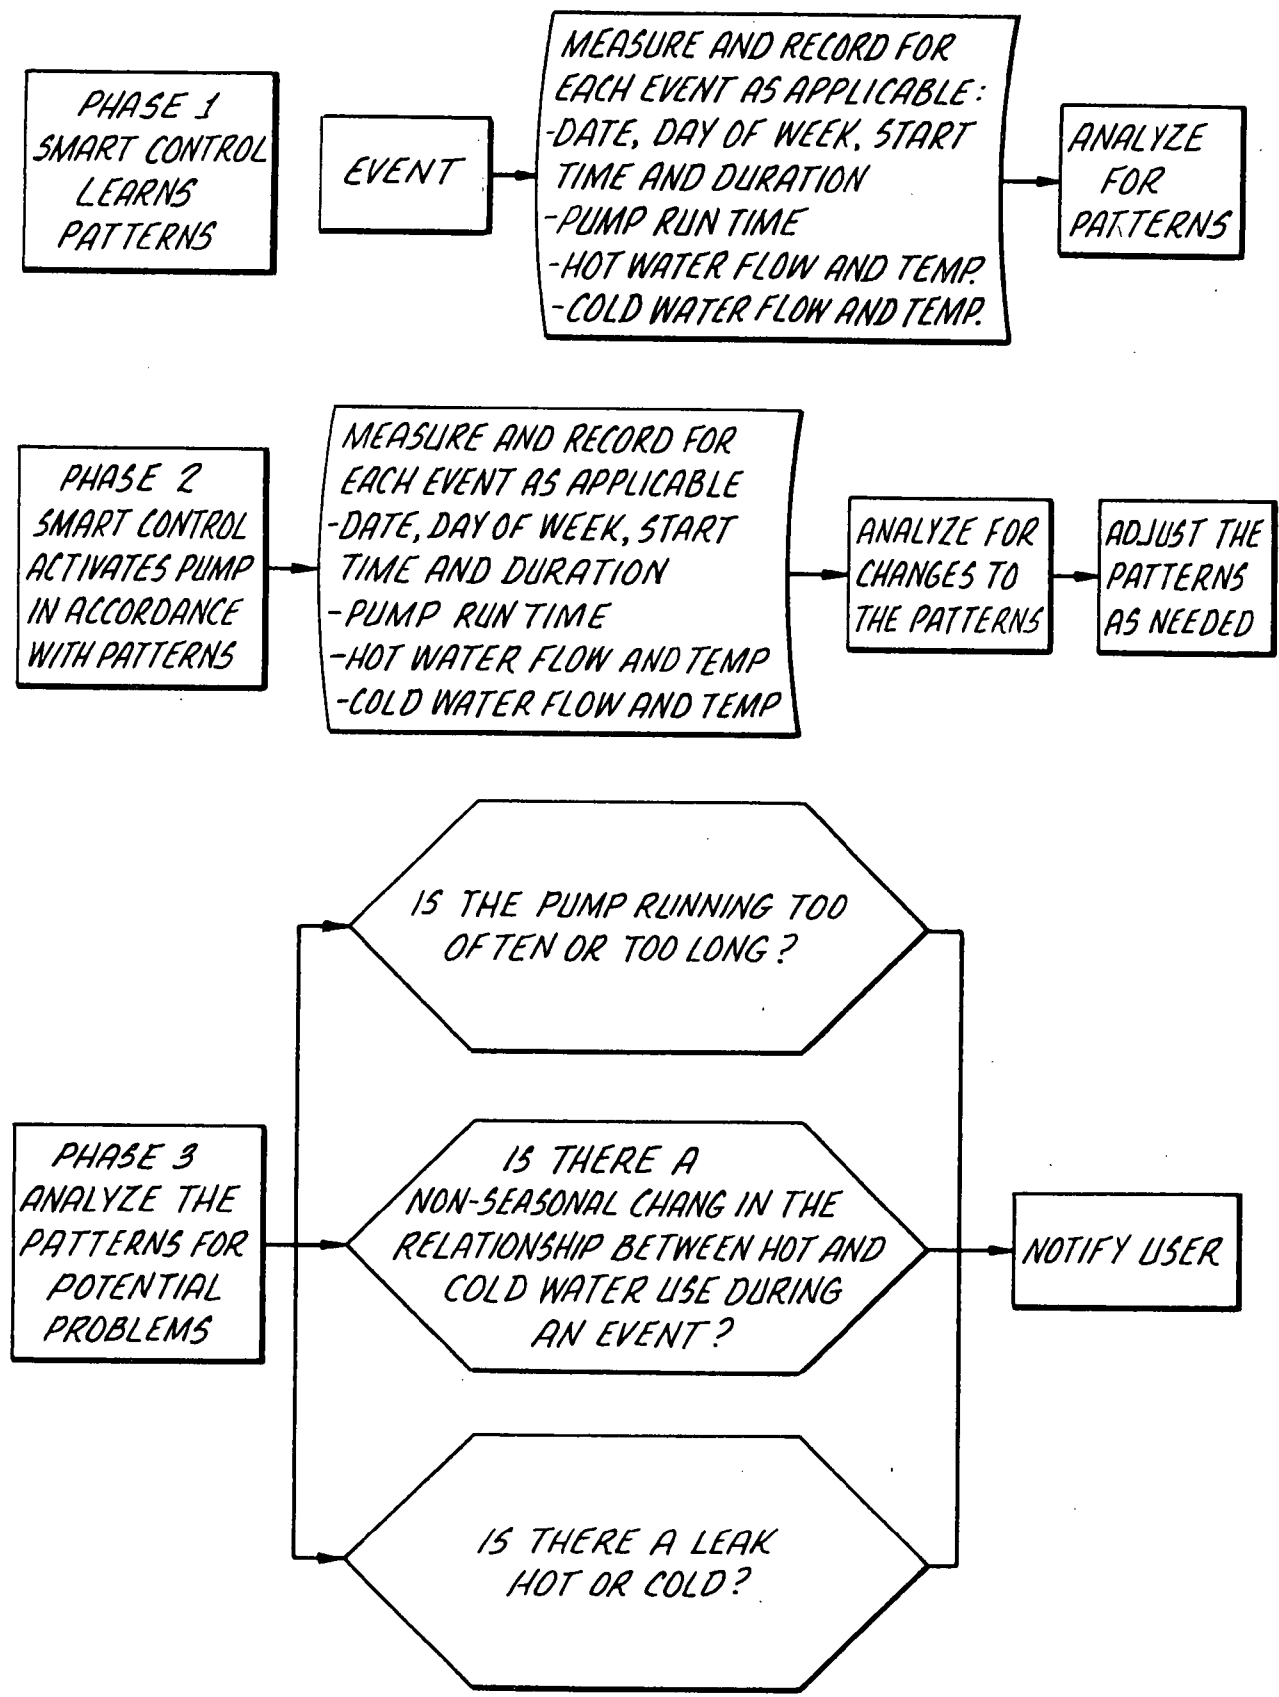 PHASE 1
SMART CONTROL
LEARNS
PATTERNS
EVENT
MEASURE AND RECORD FOR
EACH EVENT AS APPLICABLE:
-DATE, DAY OF WEEK, START
TIME AND DURATION
-PUMP RUN TIME
-HOT WATER FLOW AND TEMP.
-COLD WATER FLOW AND TEMP.
ANALYZE
FOR
PATTERNS
PHASE 2
SMART CONTROL
ACTIVATES PUMP
IN ACCORDANCE
WITH PATTERNS
MEASURE AND RECORD FOR
EACH EVENT AS APPLICABLE
-DATE, DAY OF WEEK, START
TIME AND DURATION
-PUMP RUN TIME
-HOT WATER FLOW AND TEMP
-COLD WATER FLOW AND TEMP
ANALYZE FOR
CHANGES TO
THE PATTERNS
ADJUST THE
PATTERNS
AS NEEDED
PHASE 3
ANALYZE THE
PATTERNS FOR
POTENTIAL
PROBLEMS
IS THE PUMP RUNNING TOO
OFTEN OR TOO LONG?
IS THERE A
NON-SEASONAL CHANG IN THE
RELATIONSHIP BETWEEN HOT AND
COLD WATER USE DURING
AN EVENT?
IS THERE A LEAK
HOT OR COLD?
NOTIFY USER